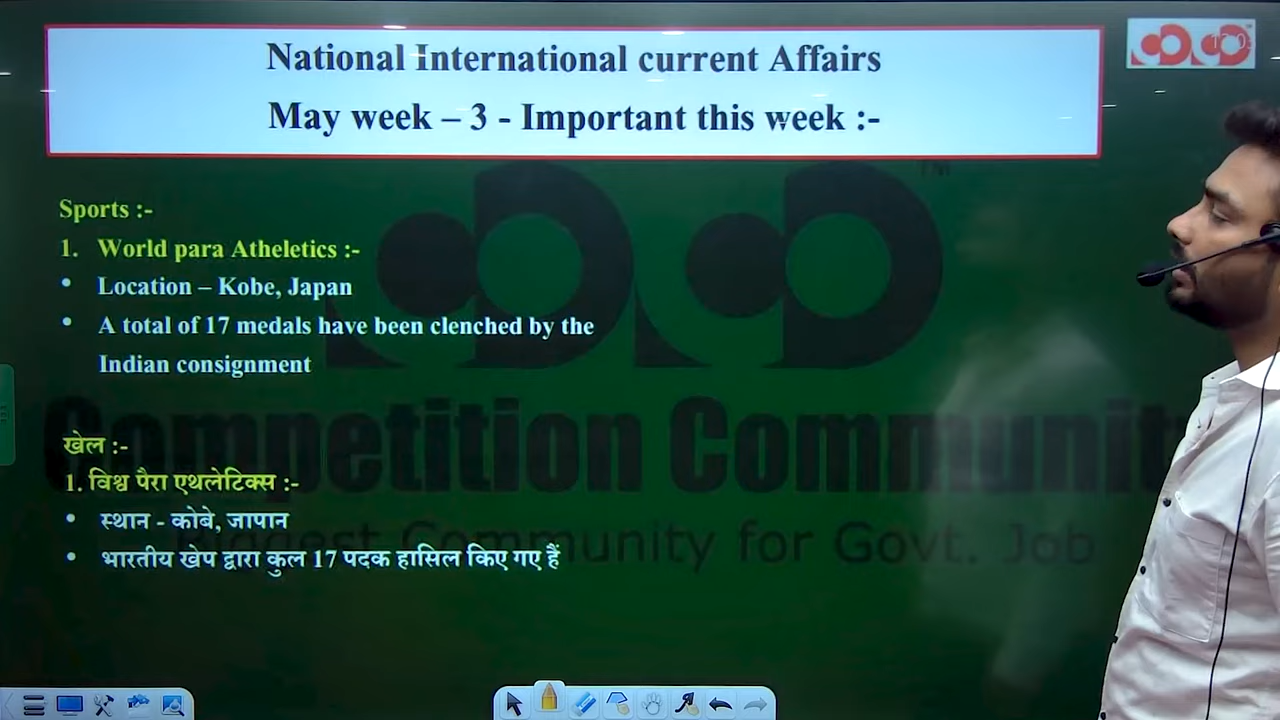 National International current Affairs
May week – 3 - Important this week :-
Sports :-
1. World para Atheletics :-
• Location – Kobe, Japan
• A total of 17 medals have been clenched by the
Indian consignment
खेल :-
1. विश्व पैरा एथलेटिक्स :-
• स्थान - कोबे, जापान
• भारतीय खेप द्वारा कुल 17 पदक हासिल किए गए हैं
Competition Community
Biggest Community for Govt. Job
TM